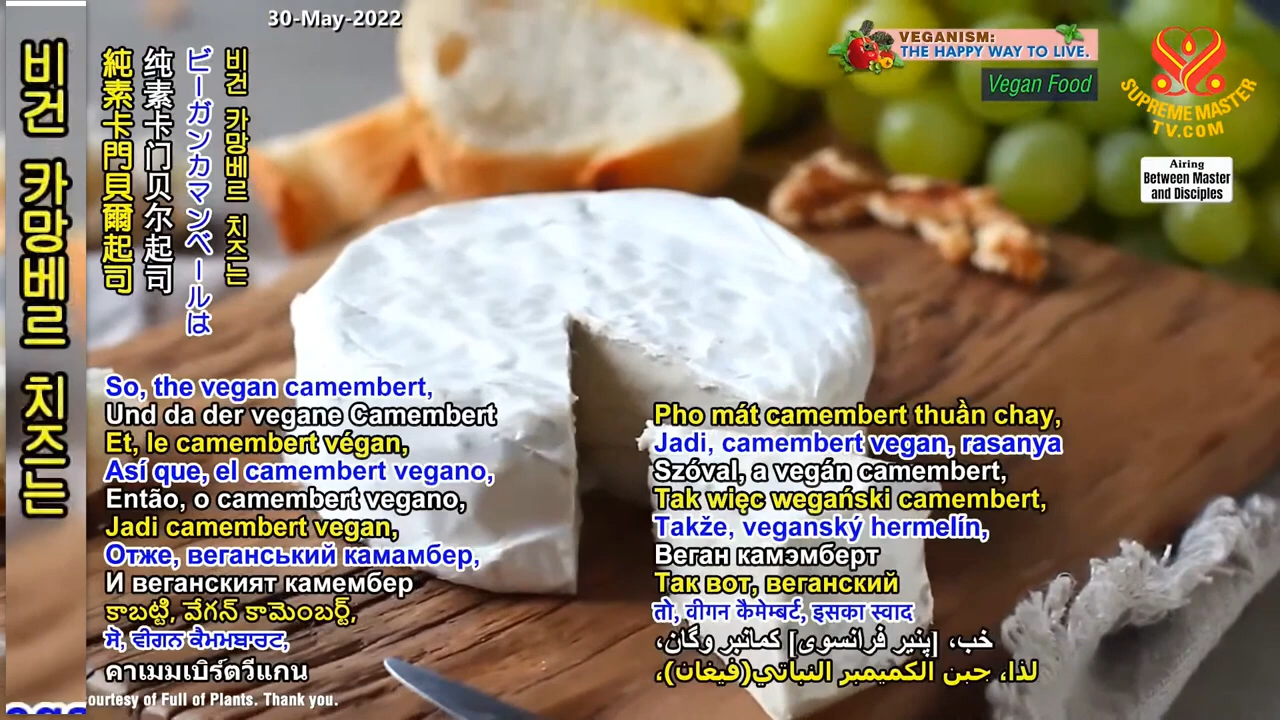 30-May-2022
VEGANISM:
THE HAPPY WAY TO LIVE.
Vegan Food
SUPREME MASTER
TV.COM
Airing
Between Master
and Disciples
비건 카망베르 치즈는
純素卡門貝爾起司
纯素卡门贝尔起司
ビーガンカマンベールは
비건 카망베르 치즈는
So, the vegan camembert,
Und da der vegane Camembert
Et, le camembert végan,
Así que, el camembert vegano,
Então, o camembert vegano,
Jadi camembert vegan,
Отже, веганський камамбер,
И веганският камембер
కాబట్టి, వేగన్ కామెంబర్ట్,
ਸੋ, ਵੀਗਨ ਕੈਮਮਬਾਰਟ,
คาเมมเบิร์ตวีแกน
Pho mát camembert thuần chay,
Jadi, camembert vegan, rasanya
Szóval, a vegán camembert,
Tak więc wegański camembert,
Takže, veganský hermelín,
Веган камэмберт
Так вот, веганский
तो, वीगन कैमेम्बर्ट, इसका स्वाद
خب، [پنیر فرانسوی] کمانبر وگان،
لذا، جبن الكميمبر النباتي(فيغان)،
ourtesy of Full of Plants. Thank you.